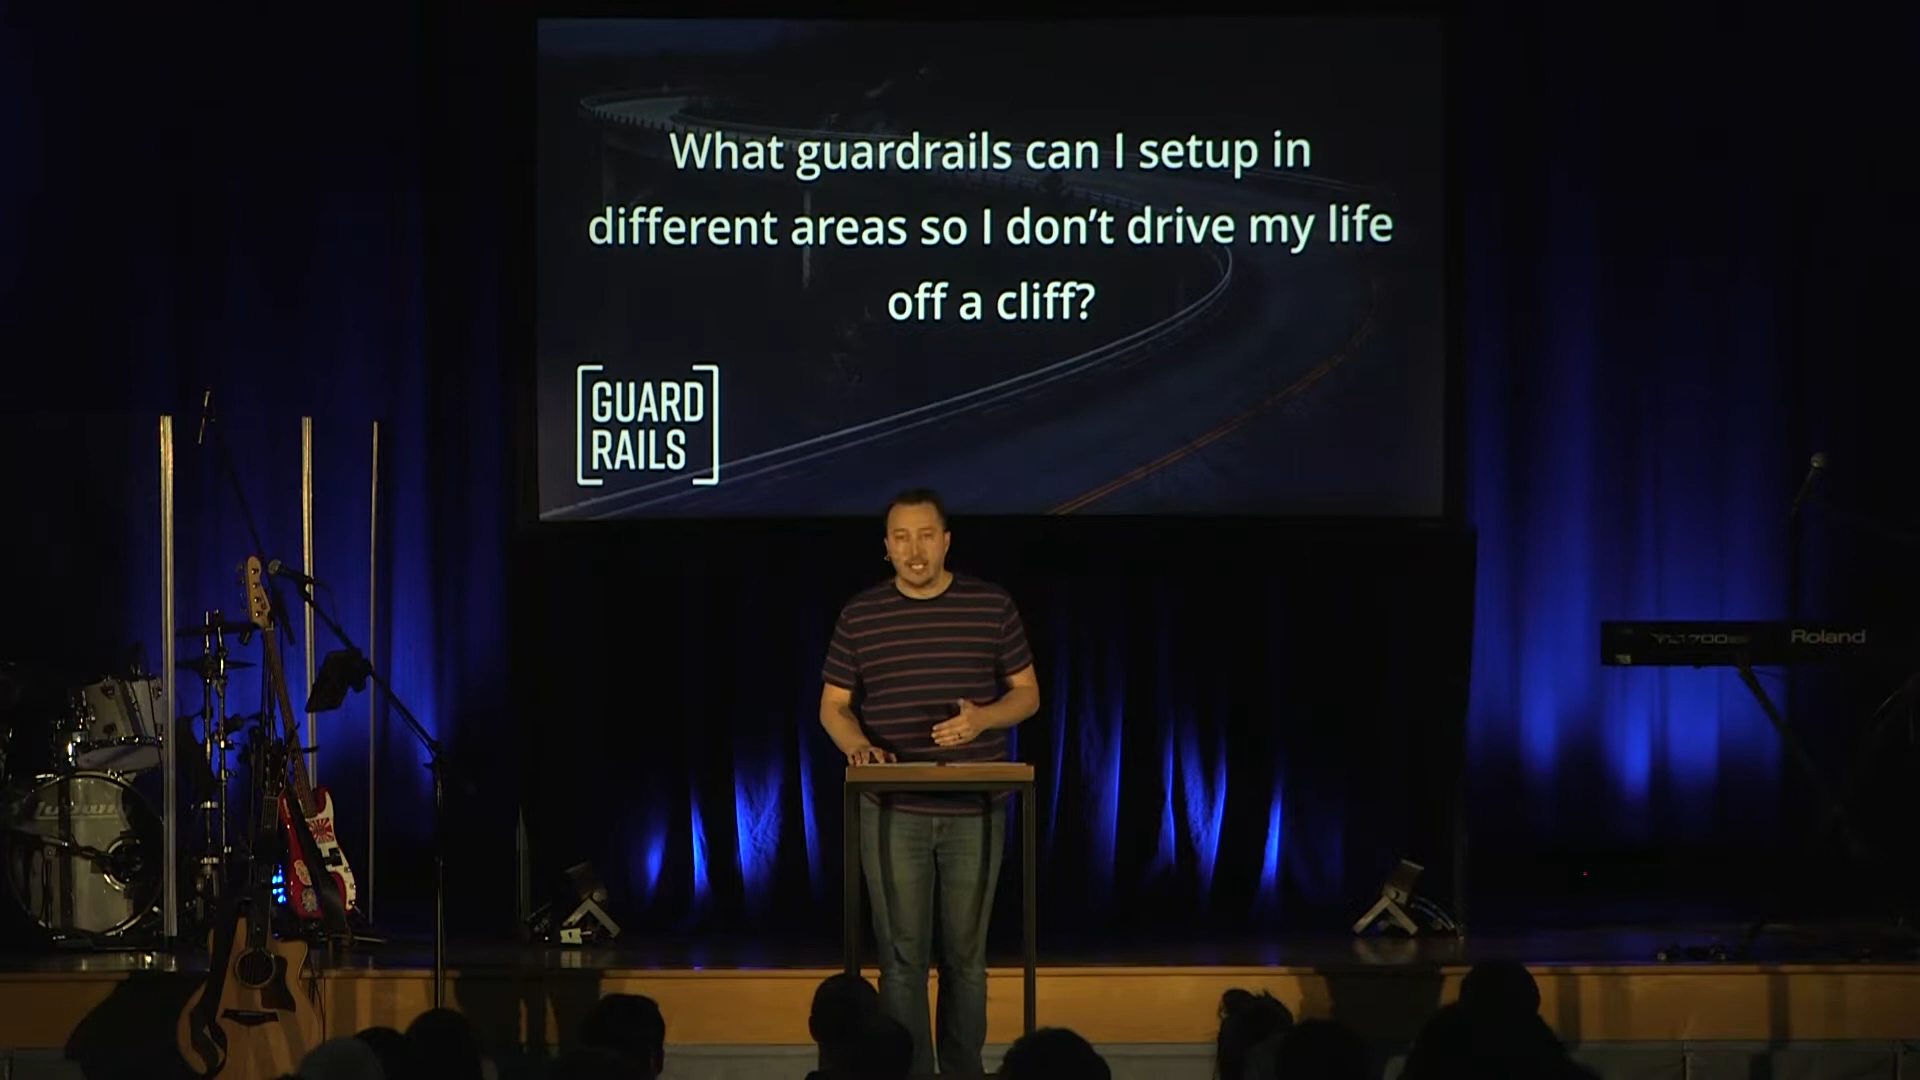 What guardrails can I setup in
different areas so I don't drive my life
off a cliff?
GUARD
RAILS
Roland